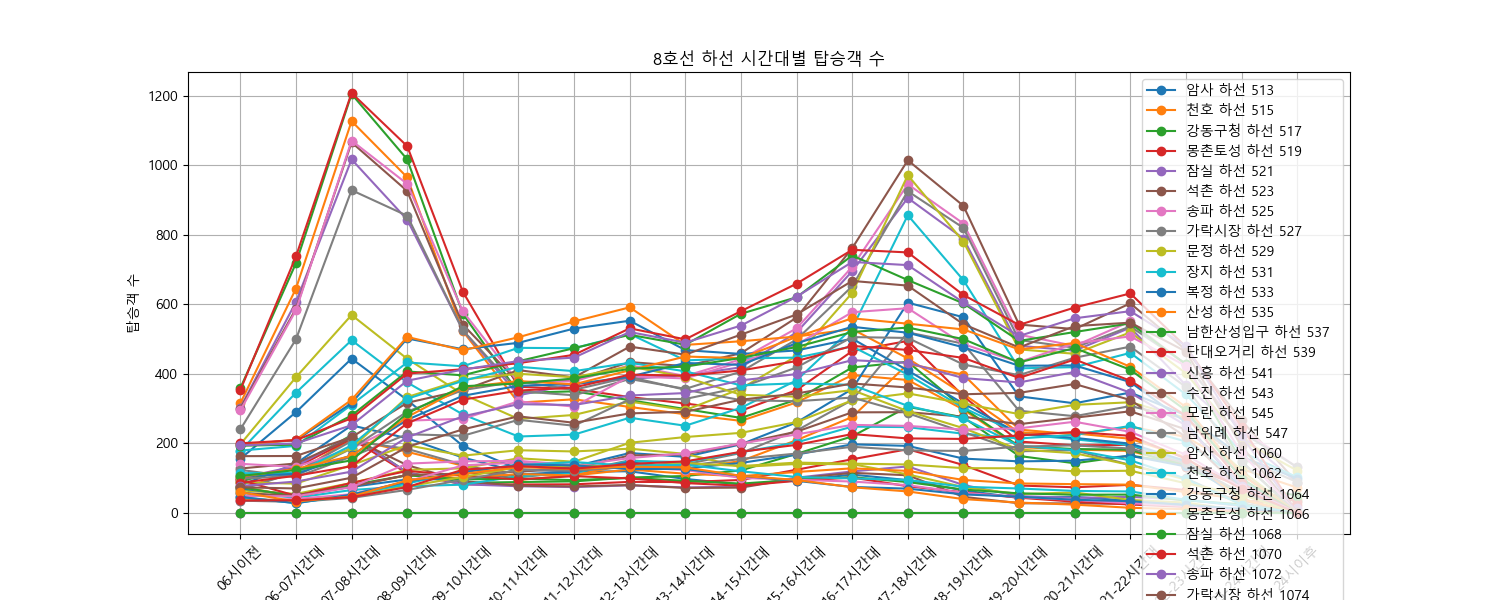 8호선 하선 시간대별 탑승객 수
탑승객 수
1200
1000
800
600
400
200
0
06시이전
06-07시간대
07-08시간대
08-09시간대
09-10시간대
10-11시간대
11-12시간대
12-13시간대
13-14시간대
14-15시간대
15-16시간대
16-17시간대
17-18시간대
18-19시간대
19-20시간대
20-21시간대
21-22시간대
24시이후
암사 하선 513
천호 하선 515
강동구청 하선 517
몽촌토성 하선 519
잠실 하선 521
석촌 하선 523
송파 하선 525
가락시장 하선 527
문정 하선 529
장지 하선 531
복정 하선 533
산성 하선 535
남한산성입구 하선 537
단대오거리 하선 539
신흥 하선 541
수진 하선 543
모란 하선 545
남위례 하선 547
암사 하선 1060
천호 하선 1062
강동구청 하선 1064
몽촌토성 하선 1066
잠실 하선 1068
석촌 하선 1070
송파 하선 1072
가락시장 하선 1074